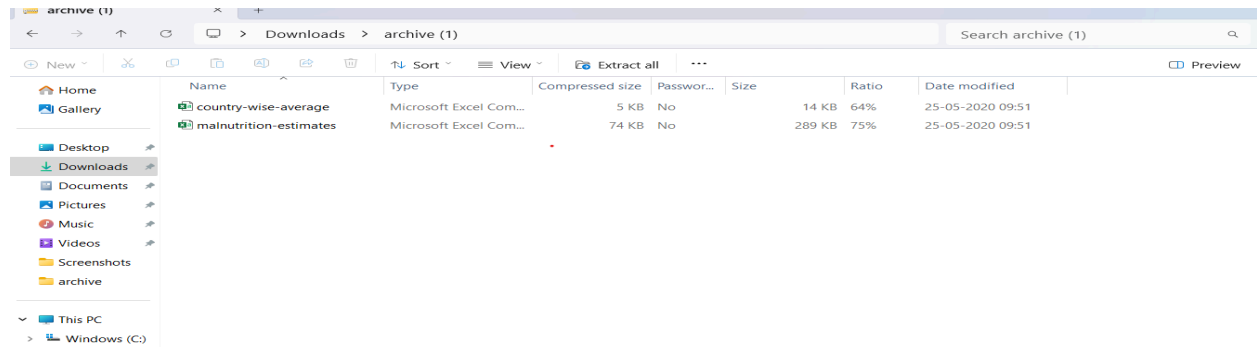 archive (1)
Downloads > archive (1) Search archive (1)
New Sort View Extract all ... Preview
Name Type Compressed size Passwor... Size Ratio Date modified
Home
Gallery
country-wise-average Microsoft Excel Com... 5 KB No 14 KB 64% 25-05-2020 09:51
malnutrition-estimates Microsoft Excel Com... 74 KB No 289 KB 75% 25-05-2020 09:51
Desktop
Downloads
Documents
Pictures
Music
Videos
Screenshots
archive
This PC
Windows (C:)